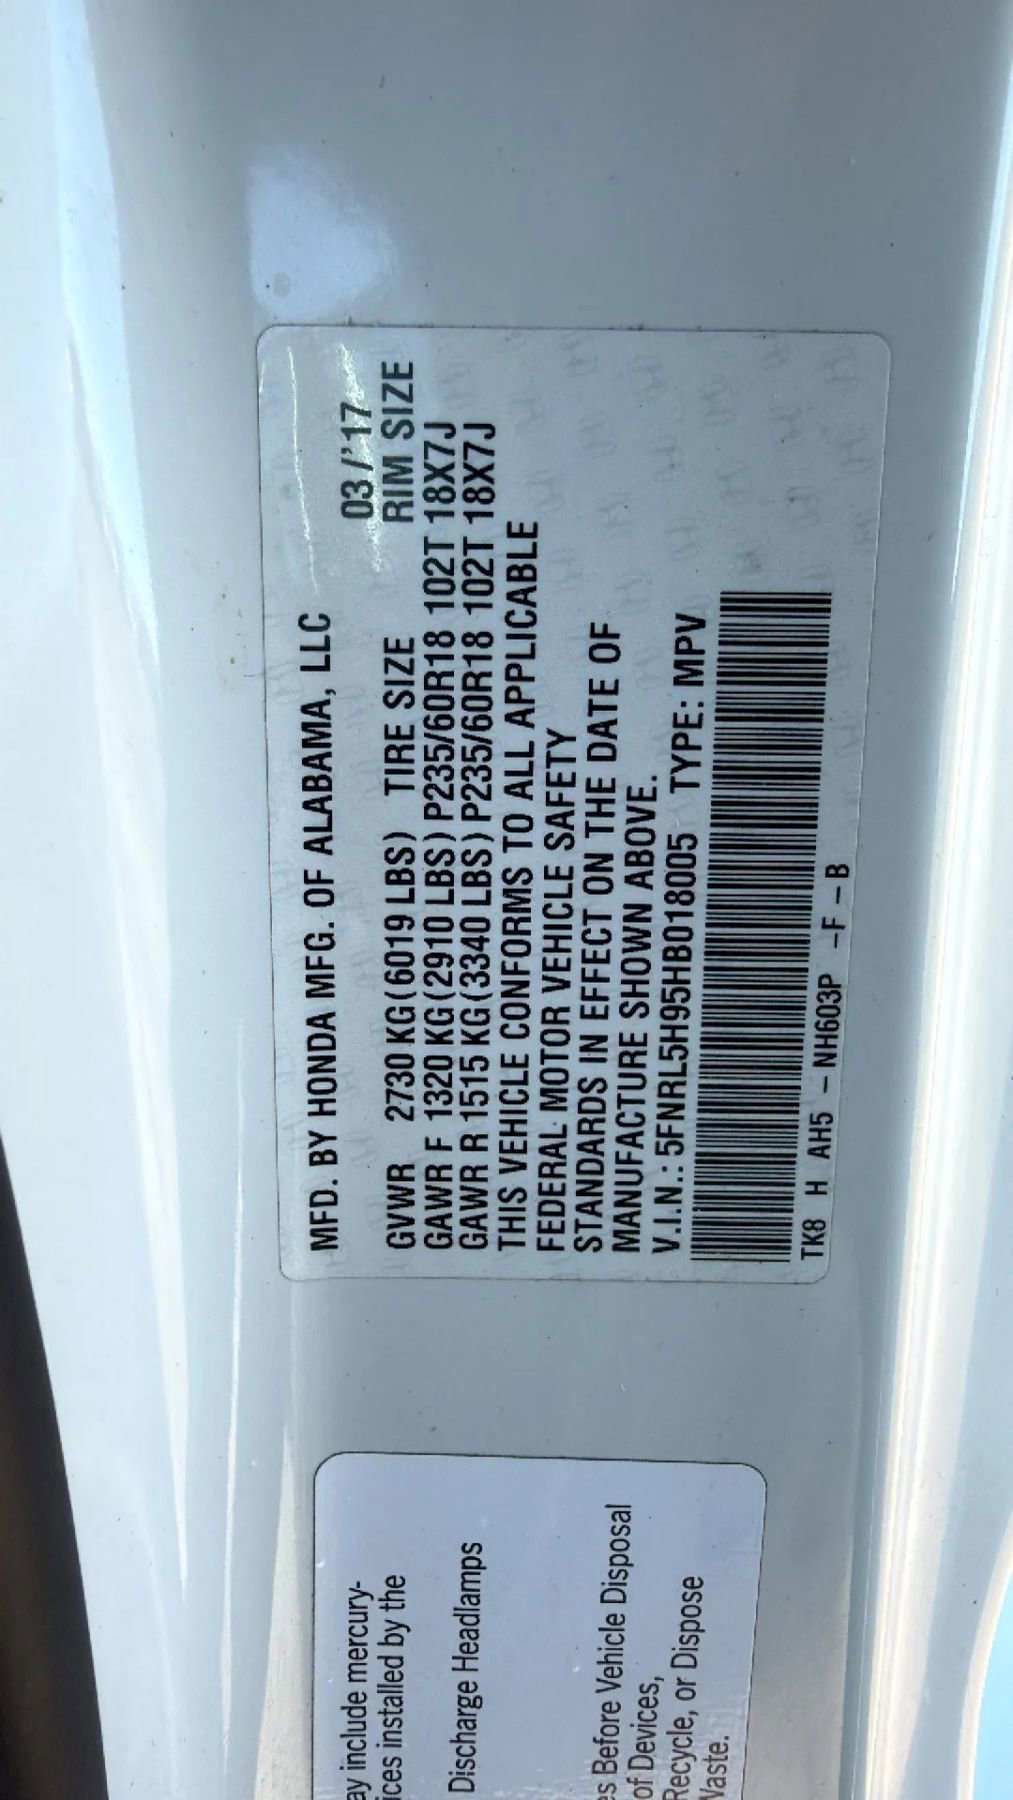 MFD. BY HONDA MFG. OF ALABAMA, LLC
03/'17
GVWR 2730 KG(6019 LBS) TIRE SIZE RIM SIZE
GAWR F 1320 KG(2910 LBS) P235/60R18 102T 18X7J
GAWR R 1515 KG(3340 LBS) P235/60R18 102T 18X7J
THIS VEHICLE CONFORMS TO ALL APPLICABLE
FEDERAL MOTOR VEHICLE SAFETY
STANDARDS IN EFFECT ON THE DATE OF
MANUFACTURE SHOWN ABOVE.
V.I.N.: 5FNRL5H95HB018005 TYPE: MPV
TK8 H AH5 - NH603P -F -B
ay include mercury-
ices installed by the
Discharge Headlamps
es Before Vehicle Disposal
of Devices,
Recycle, or Dispose
Waste.